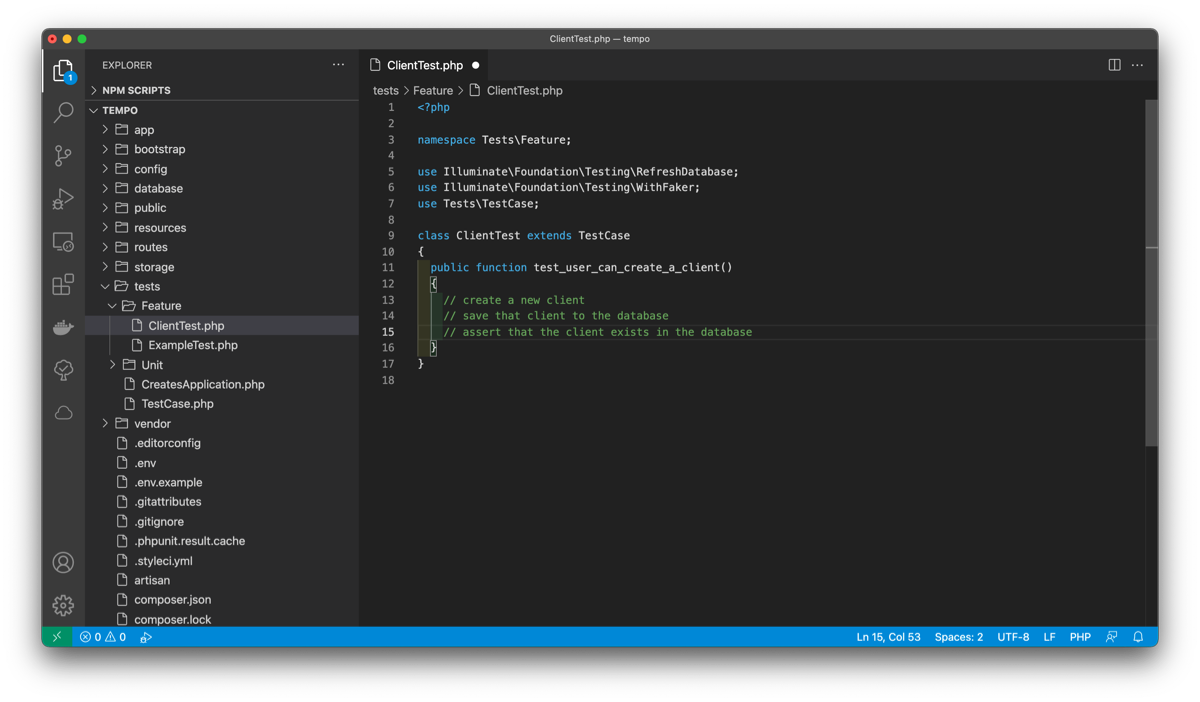 ClientTest.php — tempo
1
EXPLORER
NPM SCRIPTS
TEMPO
app
bootstrap
config
database
public
resources
routes
storage
tests
Feature
ClientTest.php
ExampleTest.php
Unit
CreatesApplication.php
TestCase.php
vendor
.editorconfig
.env
.env.example
.gitattributes
.gitignore
.phpunit.result.cache
.styleci.yml
artisan
composer.json
composer.lock
ClientTest.php
tests > Feature > ClientTest.php
1 <?php
2
3 namespace Tests\Feature;
4
5 use Illuminate\Foundation\Testing\RefreshDatabase;
6 use Illuminate\Foundation\Testing\WithFaker;
7 use Tests\TestCase;
8
9 class ClientTest extends TestCase
10 {
11 public function test_user_can_create_a_client()
12 {
13 // create a new client
14 // save that client to the database
15 // assert that the client exists in the database
16 }
17 }
18
0 0 Ln 15, Col 53 Spaces: 2 UTF-8 LF PHP